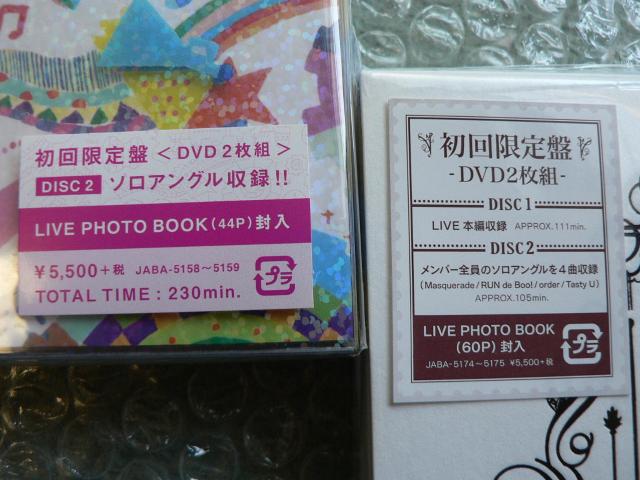 初回限定盤＜DVD2枚組＞
DISC 2 ソロアングル収録!!
LIVE PHOTO BOOK(44P)封入
¥5,500+税 JABA-5158～5159
TOTAL TIME : 230min.
プラ
初回限定盤
-DVD2枚組-
DISC 1
LIVE 本編収録 APPROX.111min.
DISC 2
メンバー全員のソロアングルを4曲収録
(Masquerade / RUN de Boo! / order / Tasty U)
APPROX.105min.
LIVE PHOTO BOOK
(60P) 封入
JABA-5174～5175 ¥5,500+税
プラ